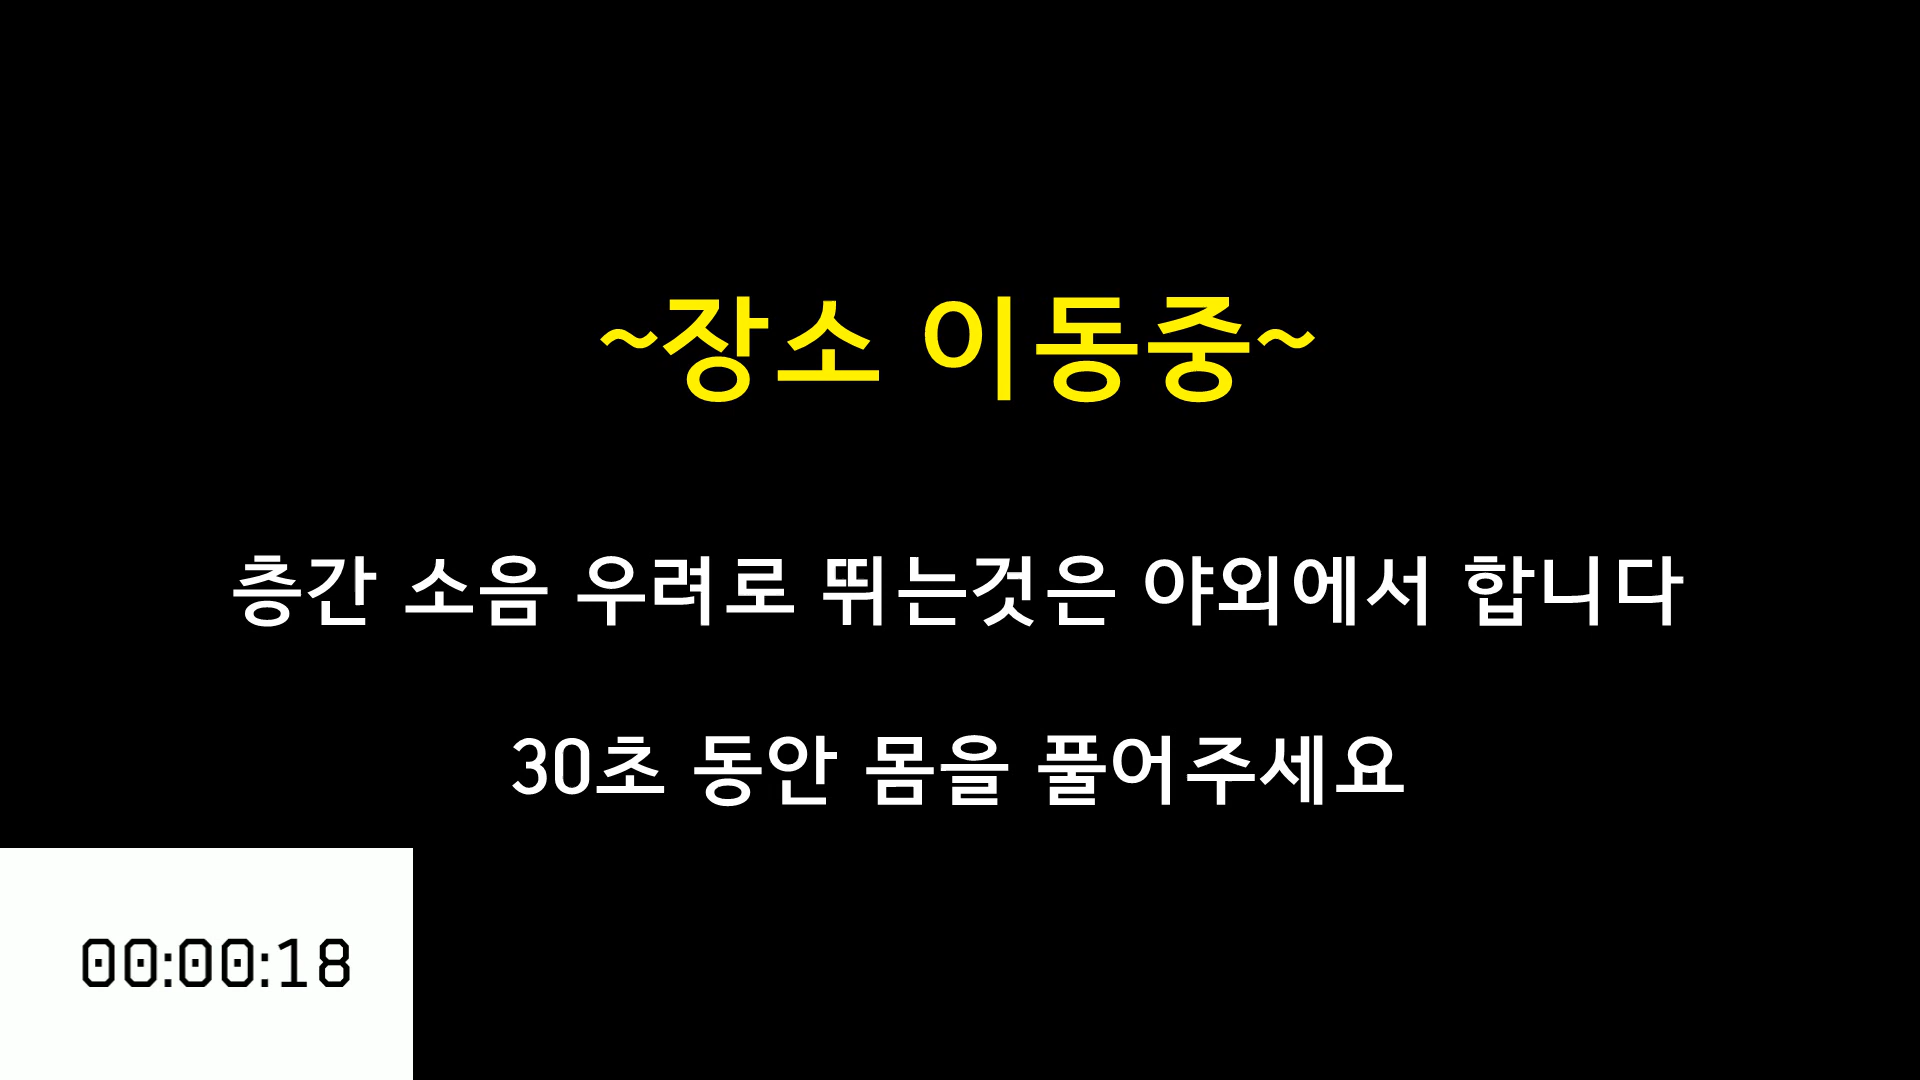 ~장소 이동중~
층간 소음 우려로 뛰는것은 야외에서 합니다
30초 동안 몸을 풀어주세요
00:00:18